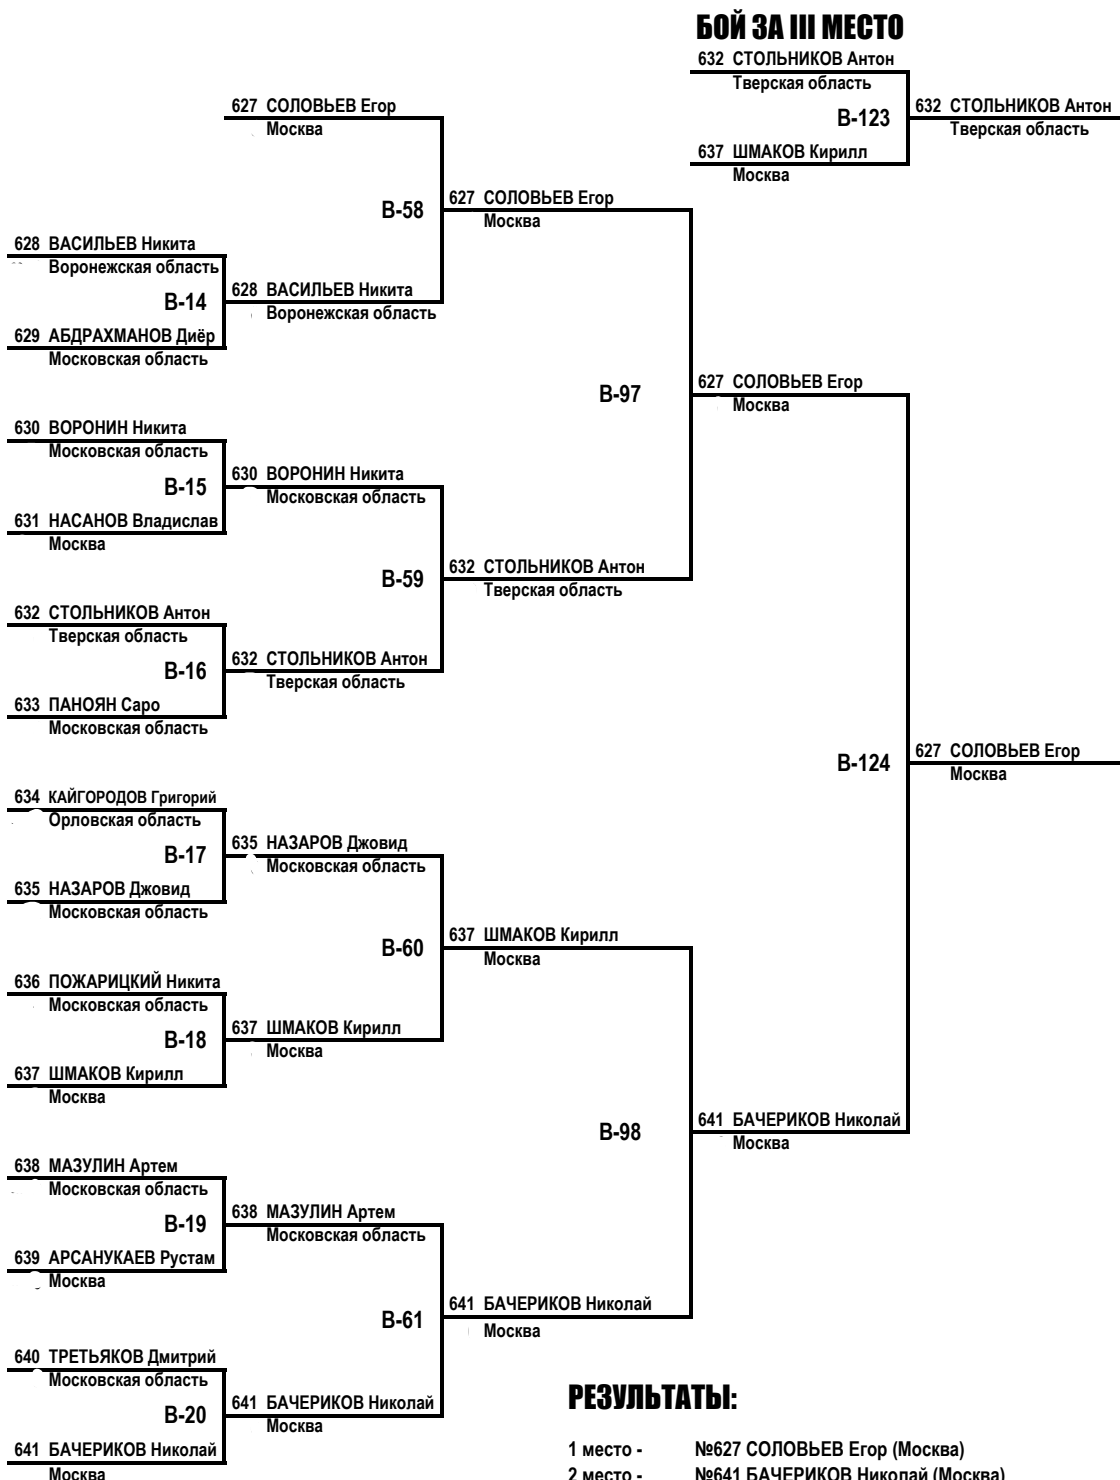 БОЙ ЗА III МЕСТО
632 СТОЛЬНИКОВ Антон
Тверская область
627 СОЛОВЬЕВ Егор
632 СТОЛЬНИКОВ Антон
В-123
Москва
Тверская область
637 ШМАКОВ Кирилл
Москва
627 СОЛОВЬЕВ Егор
В-58
Москва
628 ВАСИЛЬЕВ Никита
Воронежская область
628 ВАСИЛЬЕВ Никита
В-14
Воронежская область
629 АБДРАХМАНОВ Диёр
Московская область
627 СОЛОВЬЕВ Егор
В-97
Москва
630 ВОРОНИН Никита
Московская область
630 ВОРОНИН Никита
В-15
Московская область
631 НАСАНОВ Владислав
Москва
632 СТОЛЬНИКОВ Антон
В-59
Тверская область
632 СТОЛЬНИКОВ Антон
Тверская область
632 СТОЛЬНИКОВ Антон
В-16
Тверская область
633 ПАНОЯН Саро
Московская область
627 СОЛОВЬЕВ Егор
В-124
Москва
634 КАЙГОРОДОВ Григорий
Орловская область
635 НАЗАРОВ Джовид
В-17
Московская область
635 НАЗАРОВ Джовид
Московская область
637 ШМАКОВ Кирилл
В-60
Москва
636 ПОЖАРИЦКИЙ Никита
Московская область
637 ШМАКОВ Кирилл
В-18
Москва
637 ШМАКОВ Кирилл
Москва
641 БАЧЕРИКОВ Николай
В-98
Москва
638 МАЗУЛИН Артем
Московская область
638 МАЗУЛИН Артем
В-19
Московская область
639 АРСАНУКАЕВ Рустам
Москва
641 БАЧЕРИКОВ Николай
В-61
Москва
640 ТРЕТЬЯКОВ Дмитрий
Московская область
641 БАЧЕРИКОВ Николай
В-20
Москва
641 БАЧЕРИКОВ Николай
Москва
РЕЗУЛЬТАТЫ:
1 место - №627 СОЛОВЬЕВ Егор (Москва)
2 место - №641 БАЧЕРИКОВ Николай (Москва)